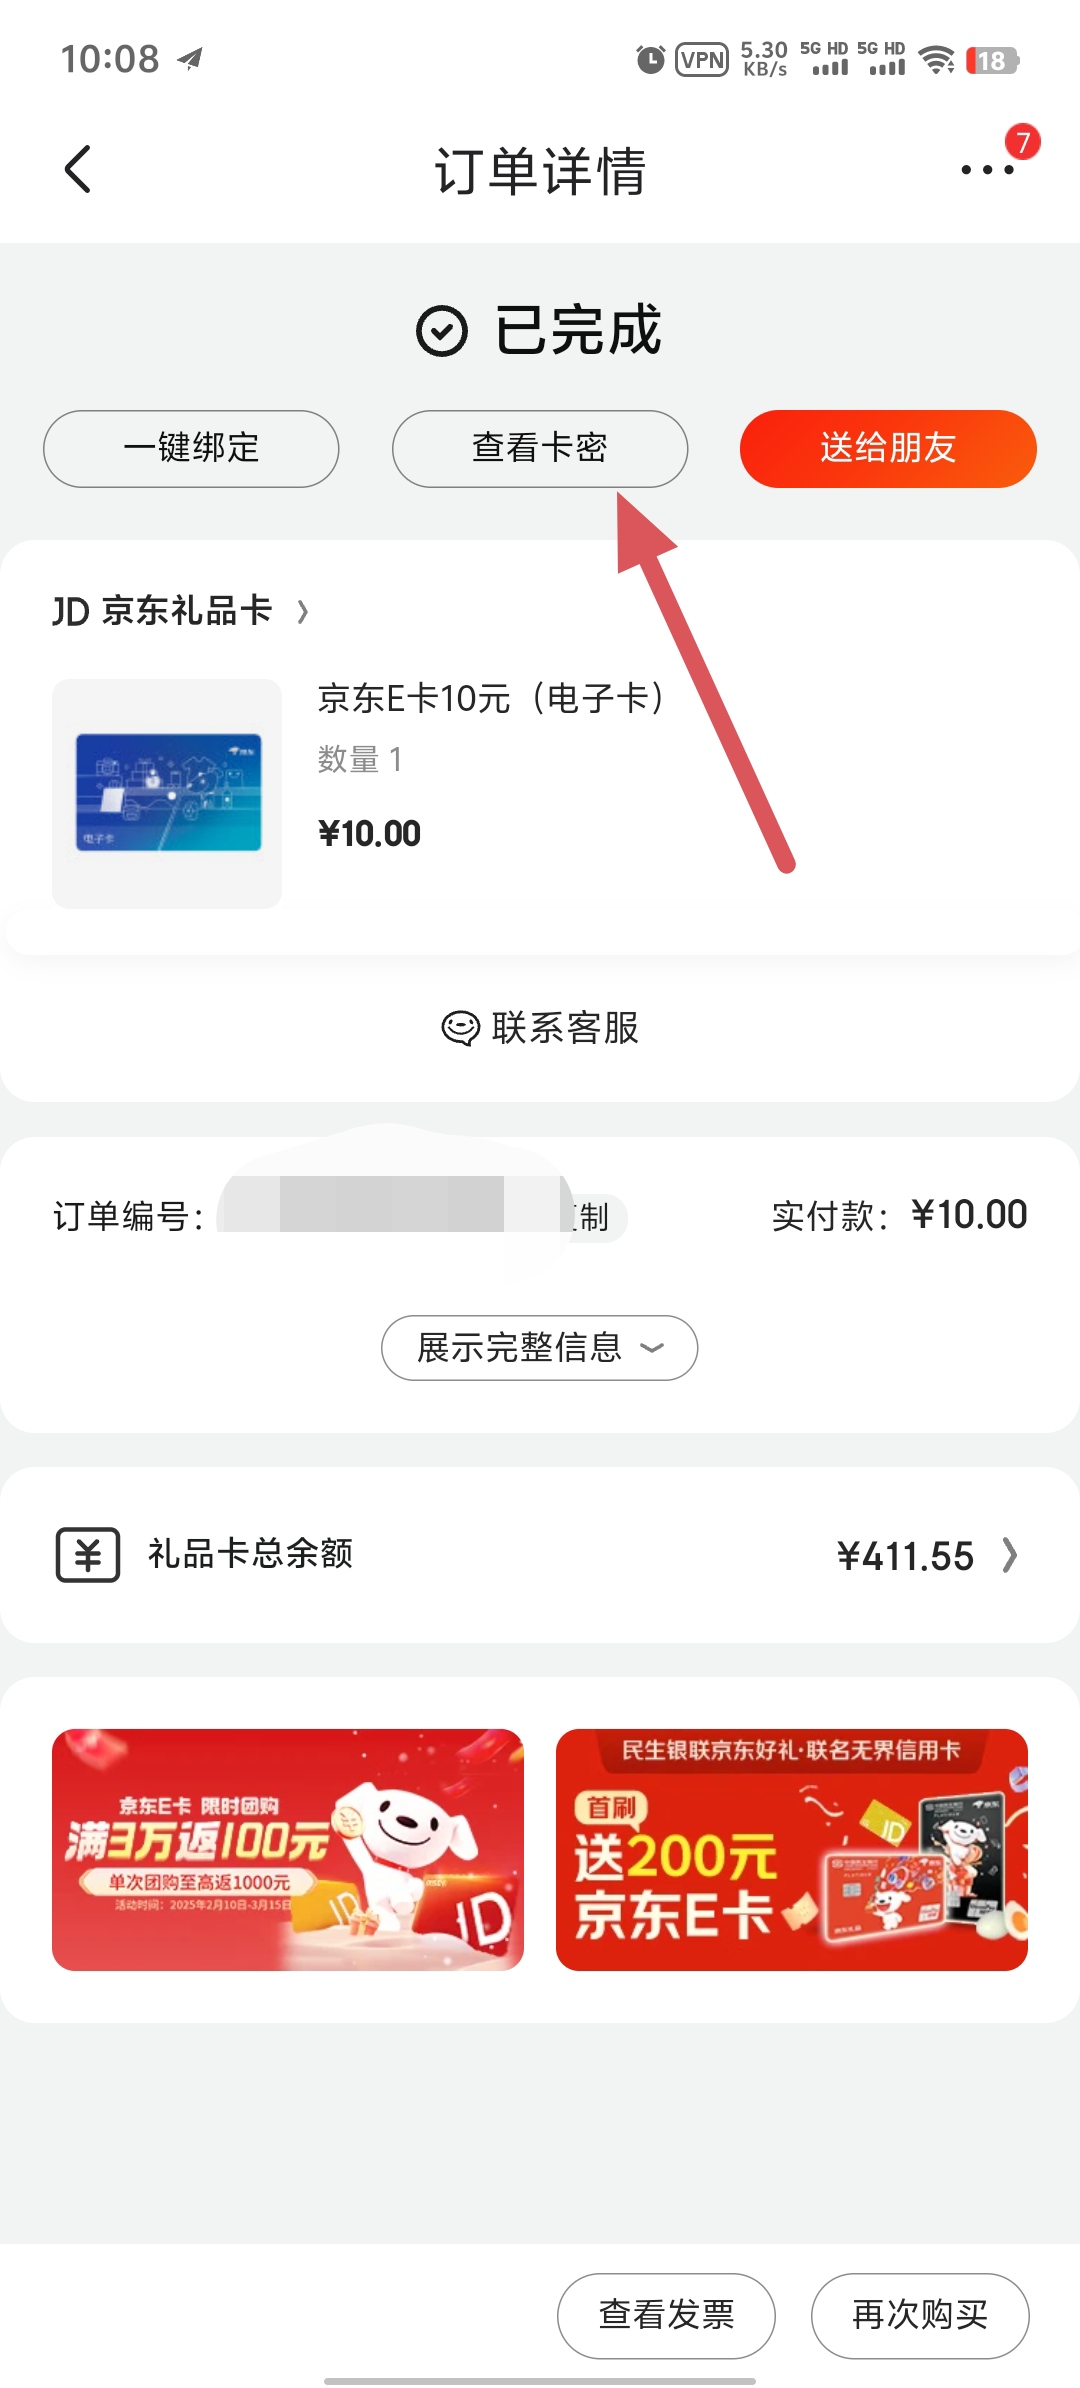 10:08
VPN 5.30 KB/s 5G HD 5G HD 18
订单详情
7
已完成
一键绑定 查看卡密 送给朋友
JD 京东礼品卡
京东E卡10元（电子卡）
数量 1
¥10.00
电子卡
联系客服
订单编号： 制 实付款：¥10.00
展示完整信息
礼品卡总余额 ¥411.55
京东E卡 限时团购
满3万返100元
单次团购至高返1000元
活动时间：2025年2月10日-3月15日
JD
JD
民生银联京东好礼·联名无界信用卡
首刷
送200元
京东E卡
JD
查看发票 再次购买